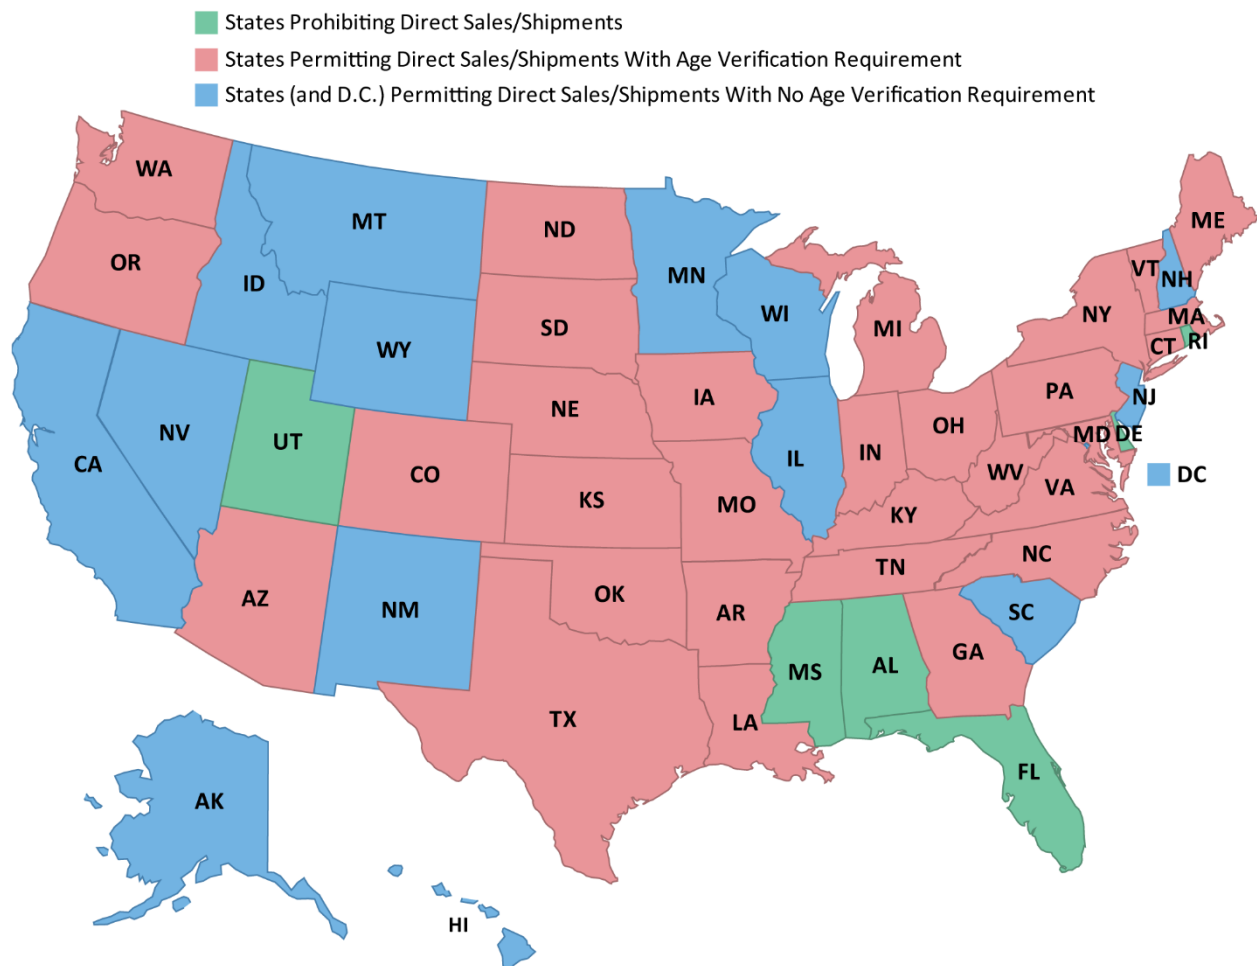 States Prohibiting Direct Sales/Shipments
States Permitting Direct Sales/Shipments With Age Verification Requirement
States (and D.C.) Permitting Direct Sales/Shipments With No Age Verification Requirement
WA
MT
ND
ME
OR
ID
MN
VT
NH
WI
NY
MA
SD
MI
RI
CT
WY
PA
NE
IA
NJ
OH
NV
UT
MD
DE
CA
CO
IL
IN
WV
DC
KS
MO
VA
KY
NC
TN
AZ
NM
OK
AR
SC
GA
MS
AL
TX
LA
FL
AK
HI